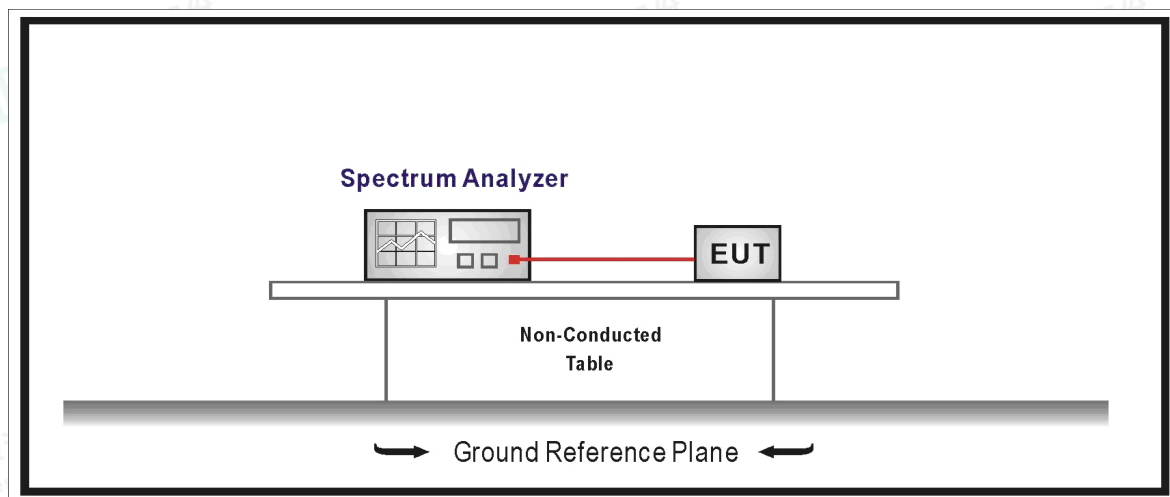 Spectrum Analyzer
EUT
Non-Conducted
Table
Ground Reference Plane